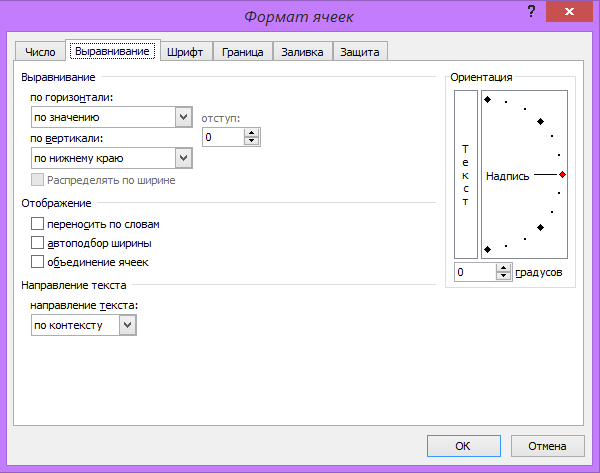 Формат ячеек
?
Число Выравнивание Шрифт Граница Заливка Защита
Выравнивание
по горизонтали:
по значению
отступ:
0
по вертикали:
по нижнему краю
Распределять по ширине
Отображение
переносить по словам
автоподбор ширины
объединение ячеек
Направление текста
направление текста:
по контексту
Ориентация
Текст
Надпись
0 градусов
ОК Отмена